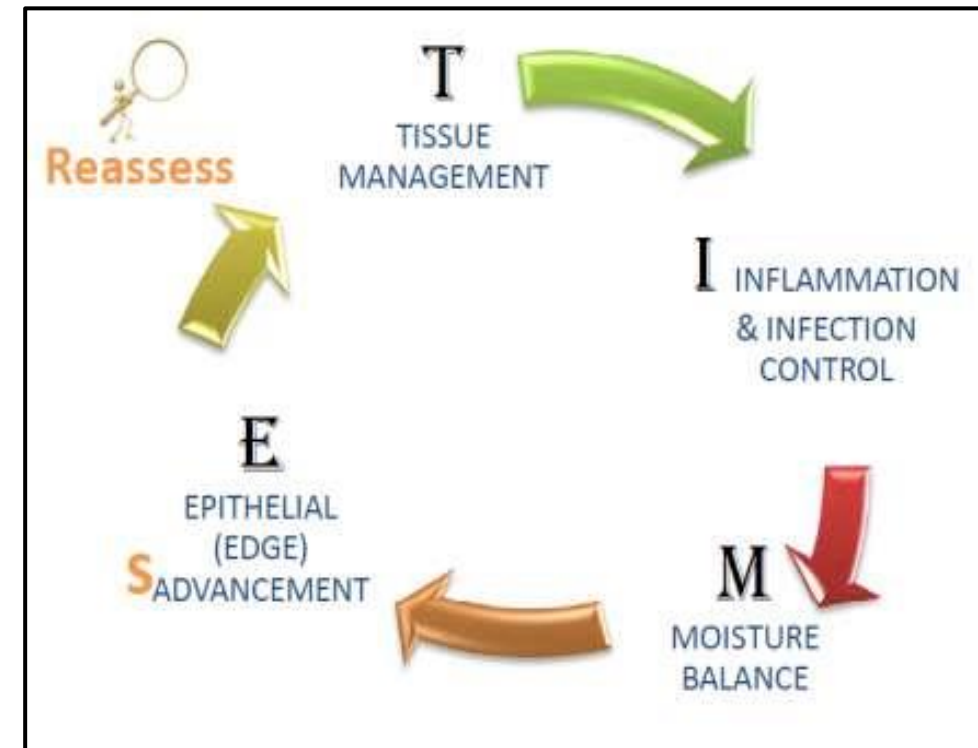 T
TISSUE
MANAGEMENT
Reassess
I INFLAMMATION
& INFECTION
CONTROL
M
MOISTURE
BALANCE
E
EPITHELIAL
(EDGE)
SADVANCEMENT